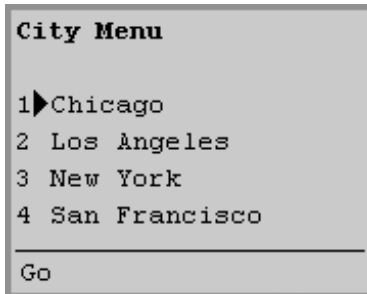 City Menu
1 Chicago
2 Los Angeles
3 New York
4 San Francisco
Go